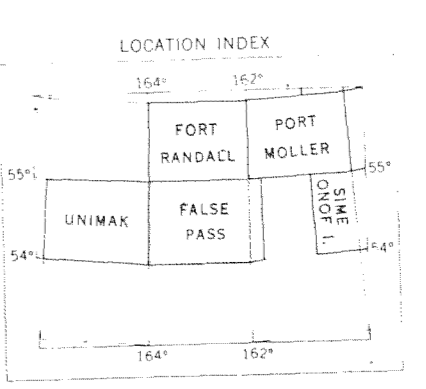 LOCATION INDEX
164° 162°
FORT
RANDALL
PORT
MOLLER
55° 55°
UNIMAK
FALSE
PASS
SIME
ONOF I.
54° 54°
164° 162°